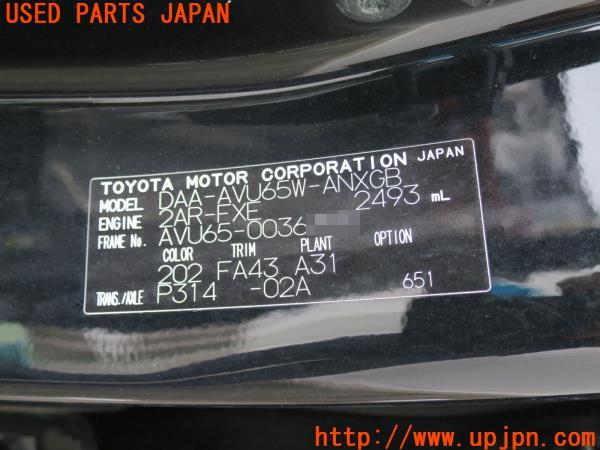 USED PARTS JAPAN
TOYOTA MOTOR CORPORATION JAPAN
MODEL DAA-AVU65W-ANXGB
ENGINE 2AR-FXE 2493 mL
FRAME No. AVU65-0036
COLOR TRIM PLANT OPTION
202 FA43 A31
TRANS./AXLE P314 -02A 651
http://www.upjpn.com